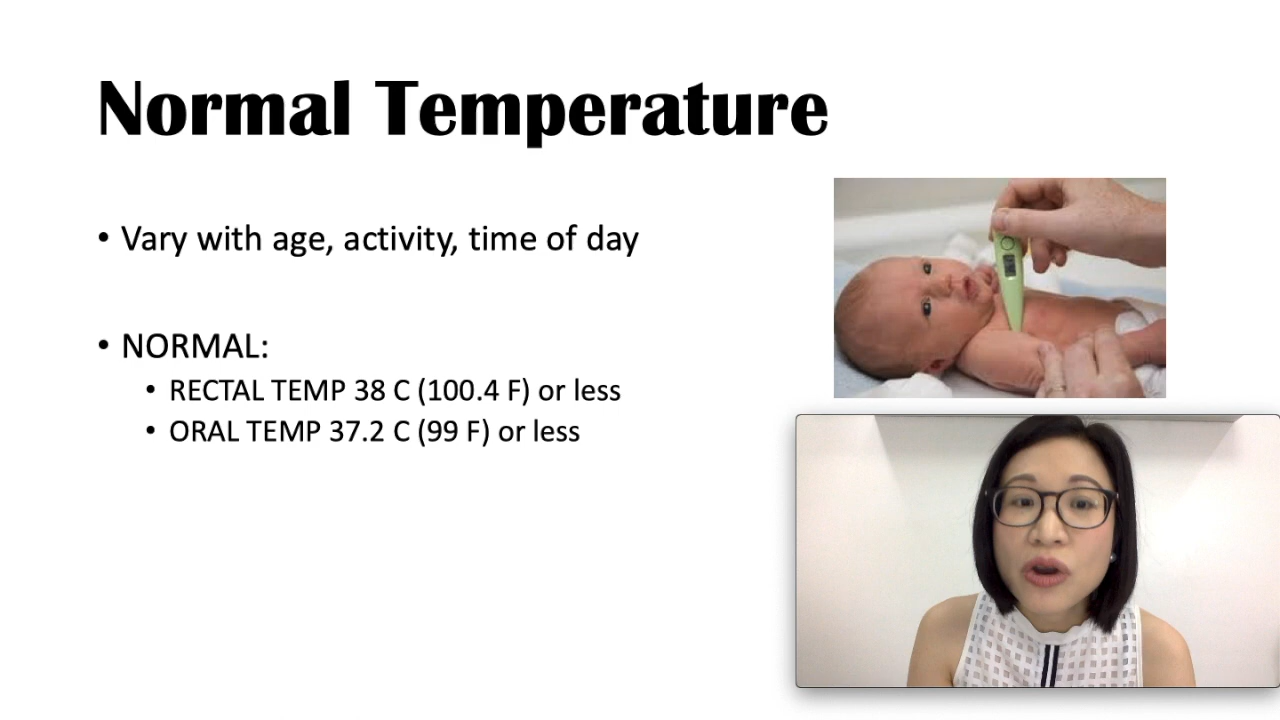 Normal Temperature
• Vary with age, activity, time of day
• NORMAL:
• RECTAL TEMP 38 C (100.4 F) or less
• ORAL TEMP 37.2 C (99 F) or less